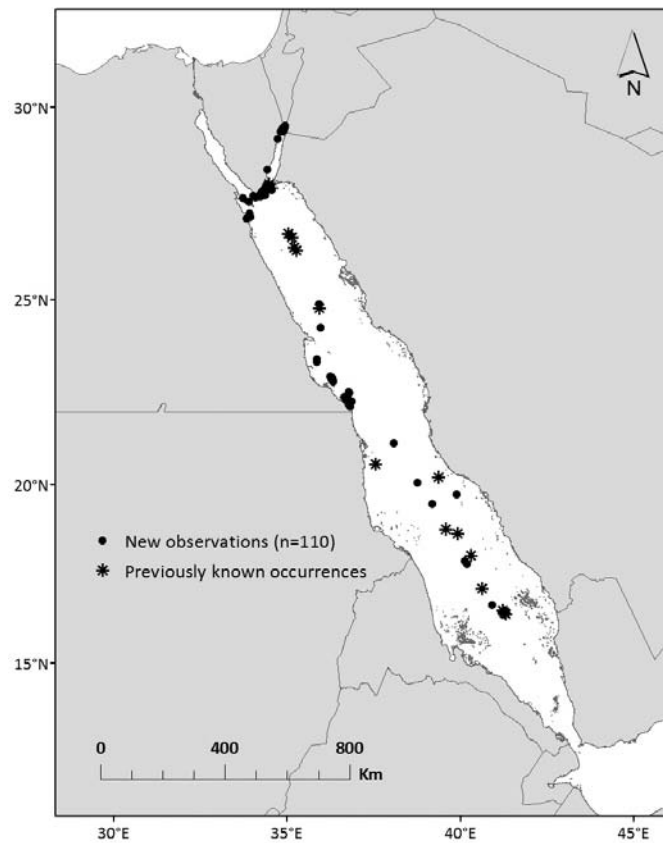 N
30°N
25°N
20°N
New observations (n=110)
Previously known occurrences
15°N
0 400 800
Km
30°E 35°E 40°E 45°E